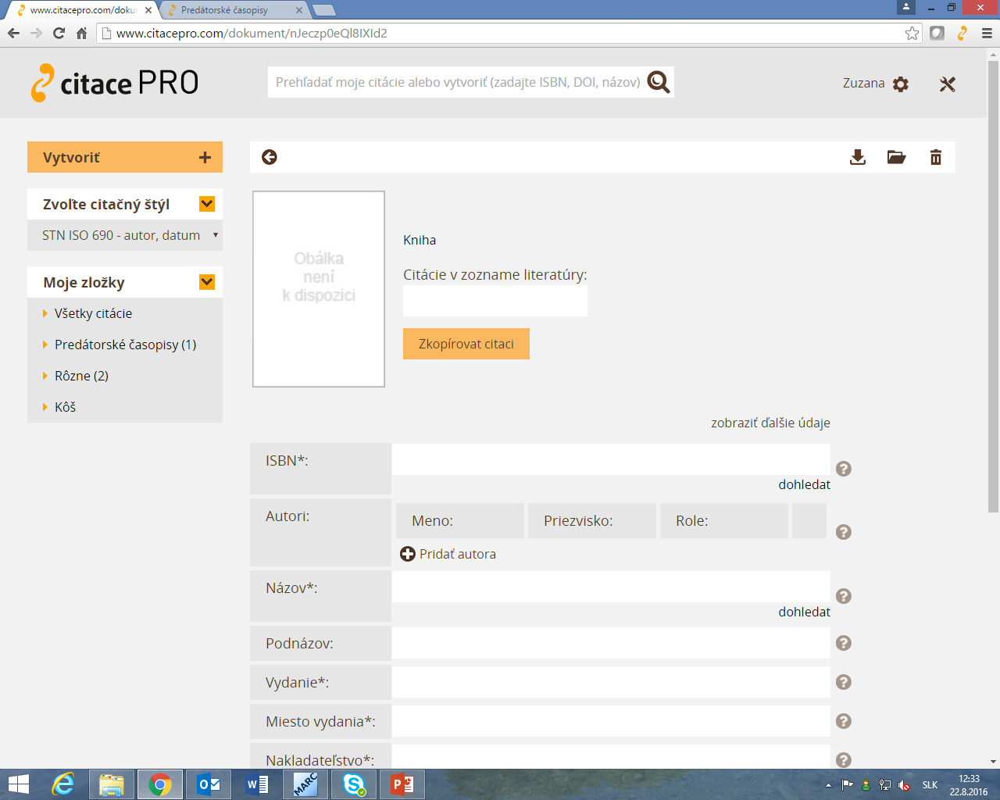 www.citacepro.com/doku
Predátorské časopisy
www.citacepro.com/dokument/nJeczp0eQl8IXId2
citace PRO
Prehľadať moje citácie alebo vytvoriť (zadajte ISBN, DOI, názov)
Zuzana
Vytvoriť
Zvoľte citačný štýl
STN ISO 690 - autor, datum
Moje zložky
Všetky citácie
Predátorské časopisy (1)
Rôzne (2)
Kôš
Obálka
není
k dispozici
Kniha
Citácie v zozname literatúry:
Zkopírovat citaci
zobraziť ďalšie údaje
ISBN*:
dohledat
Autori:
Meno:
Priezvisko:
Role:
Pridať autora
Názov*:
dohledat
Podnázov:
Vydanie*:
Miesto vydania*:
Nakladateľstvo*:
MARC
SLK
12:33
22.8.2016